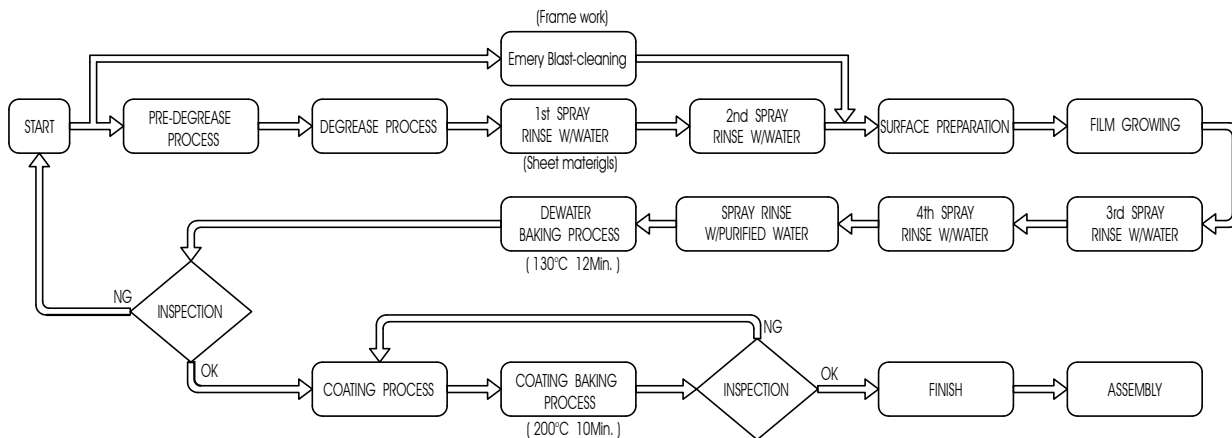 (Frame work)
Emery Blast-cleaning
START
PRE-DEGREASE
PROCESS
DEGREASE PROCESS
1st SPRAY
RINSE W/WATER
(Sheet materigls)
2nd SPRAY
RINSE W/WATER
SURFACE PREPARATION
FILM GROWING
3rd SPRAY
RINSE W/WATER
4th SPRAY
RINSE W/WATER
SPRAY RINSE
W/PURIFIED WATER
DEWATER
BAKING PROCESS
( 130°C 12Min. )
INSPECTION
NG
OK
COATING PROCESS
COATING BAKING
PROCESS
( 200°C 10Min. )
INSPECTION
NG
OK
FINISH
ASSEMBLY